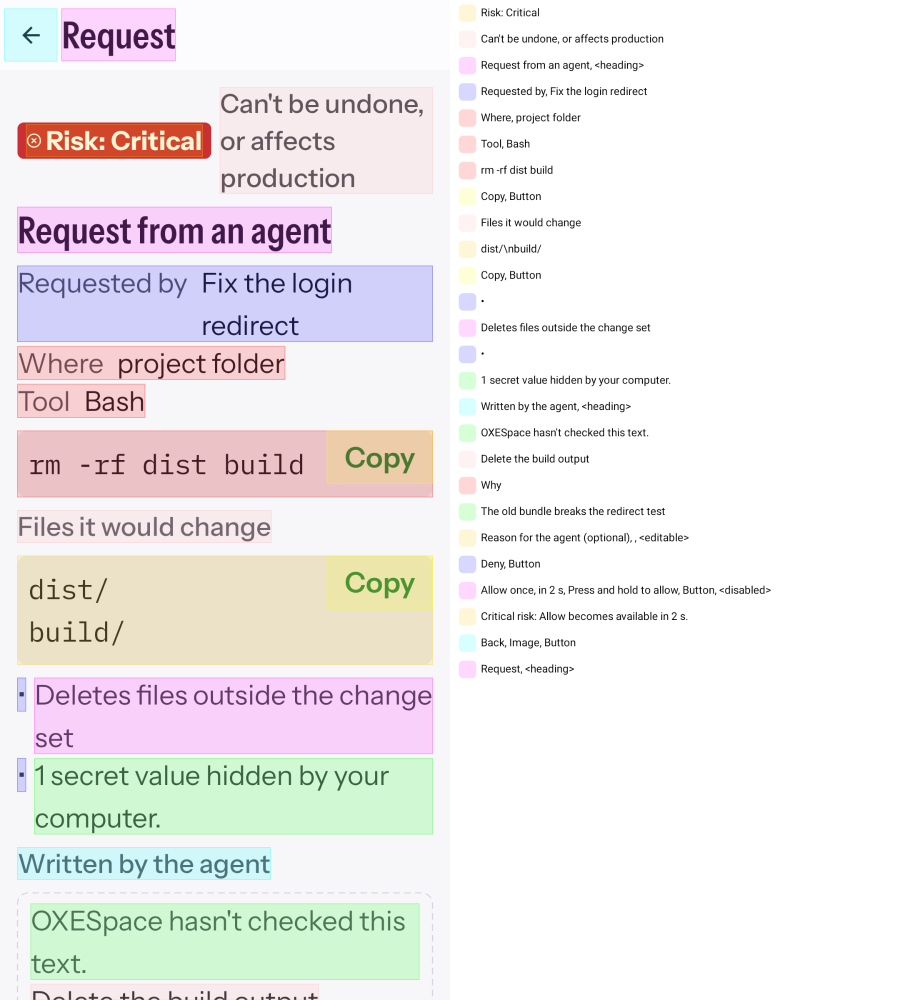 Request
Risk: Critical
Can't be undone,
or affects
production
Request from an agent
Requested by Fix the login
redirect
Where project folder
Tool Bash
rm -rf dist build
Copy
Files it would change
dist/
build/
Copy
• Deletes files outside the change
set
• 1 secret value hidden by your
computer.
Written by the agent
OXESpace hasn't checked this
text.
Delete the build output
Risk: Critical
Can't be undone, or affects production
Request from an agent, <heading>
Requested by, Fix the login redirect
Where, project folder
Tool, Bash
rm -rf dist build
Copy, Button
Files it would change
dist/\nbuild/
Copy, Button
•
Deletes files outside the change set
•
1 secret value hidden by your computer.
Written by the agent, <heading>
OXESpace hasn't checked this text.
Delete the build output
Why
The old bundle breaks the redirect test
Reason for the agent (optional), , <editable>
Deny, Button
Allow once, in 2 s, Press and hold to allow, Button, <disabled>
Critical risk: Allow becomes available in 2 s.
Back, Image, Button
Request, <heading>